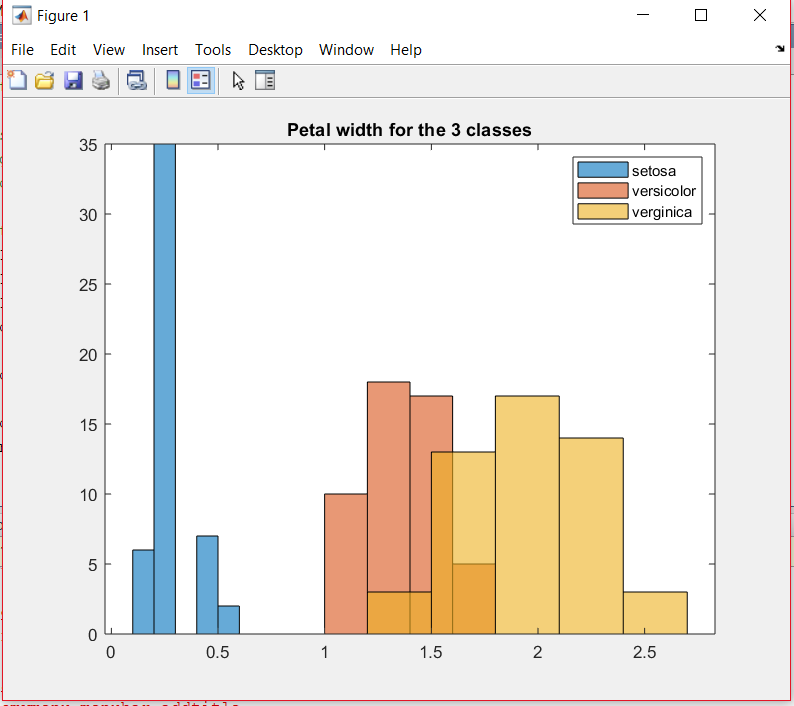 Figure 1
File Edit View Insert Tools Desktop Window Help
Petal width for the 3 classes
35
30
25
20
15
10
5
0
0 0.5 1 1.5 2 2.5
setosa
versicolor
verginica